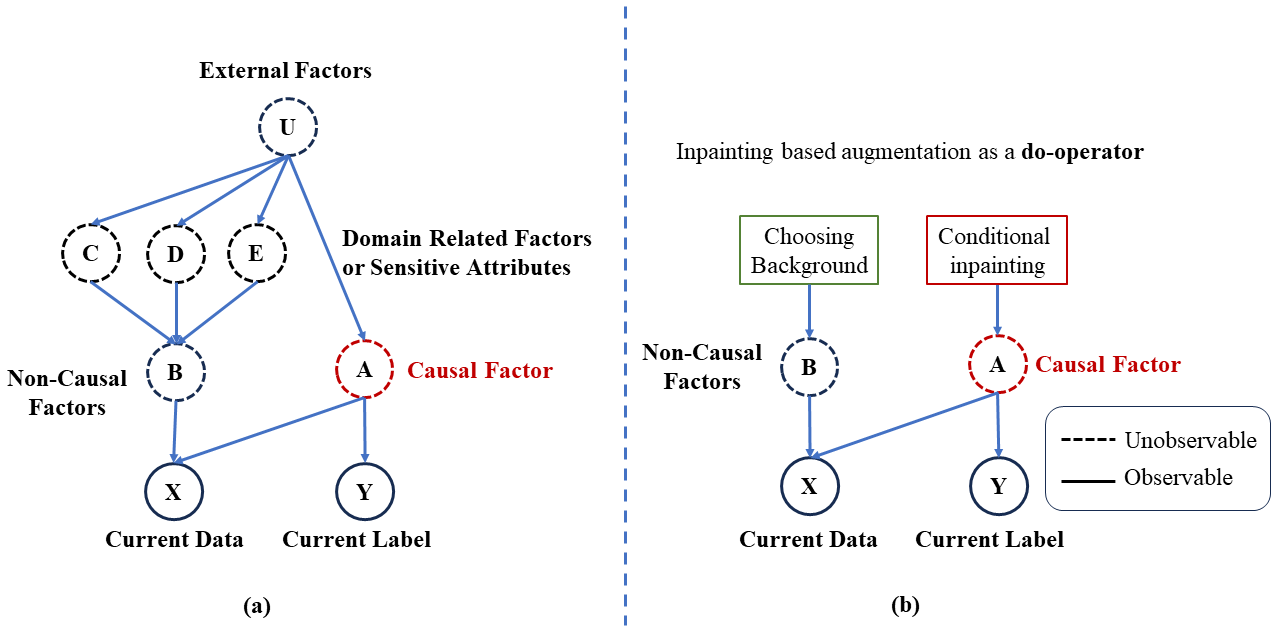 External Factors
U
C
D
E
Domain Related Factors
or Sensitive Attributes
B
Non-Causal
Factors
A
Causal Factor
X
Y
Current Data
Current Label
(a)
Inpainting based augmentation as a do-operator
Choosing
Background
Conditional
inpainting
Non-Causal
Factors
B
A
Causal Factor
Unobservable
Observable
X
Y
Current Data
Current Label
(b)